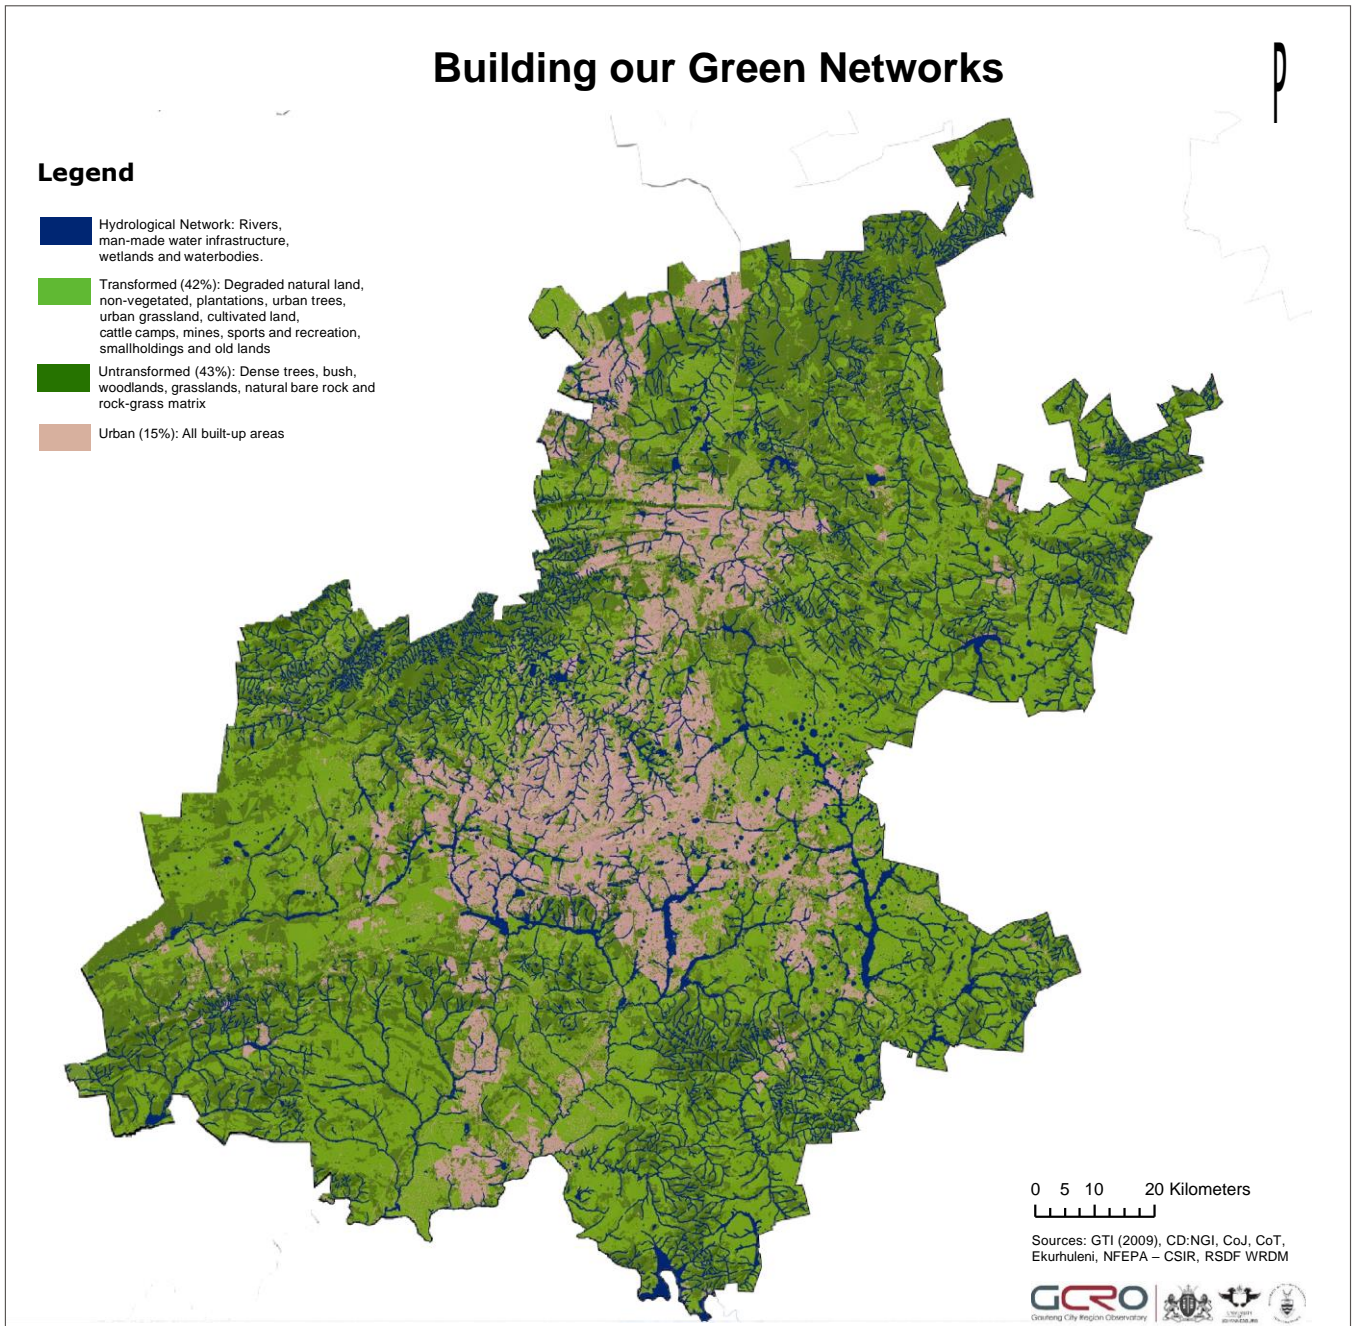 Building our Green Networks
P
Legend
Hydrological Network: Rivers,
man-made water infrastructure,
wetlands and waterbodies.
Transformed (42%): Degraded natural land,
non-vegetated, plantations, urban trees,
urban grassland, cultivated land,
cattle camps, mines, sports and recreation,
smallholdings and old lands
Untransformed (43%): Dense trees, bush,
woodlands, grasslands, natural bare rock and
rock-grass matrix
Urban (15%): All built-up areas
0 5 10 20 Kilometers
Sources: GTI (2009), CD:NGI, CoJ, CoT,
Ekurhuleni, NFEPA – CSIR, RSDF WRDM
GCRO
Gauteng City Region Observatory